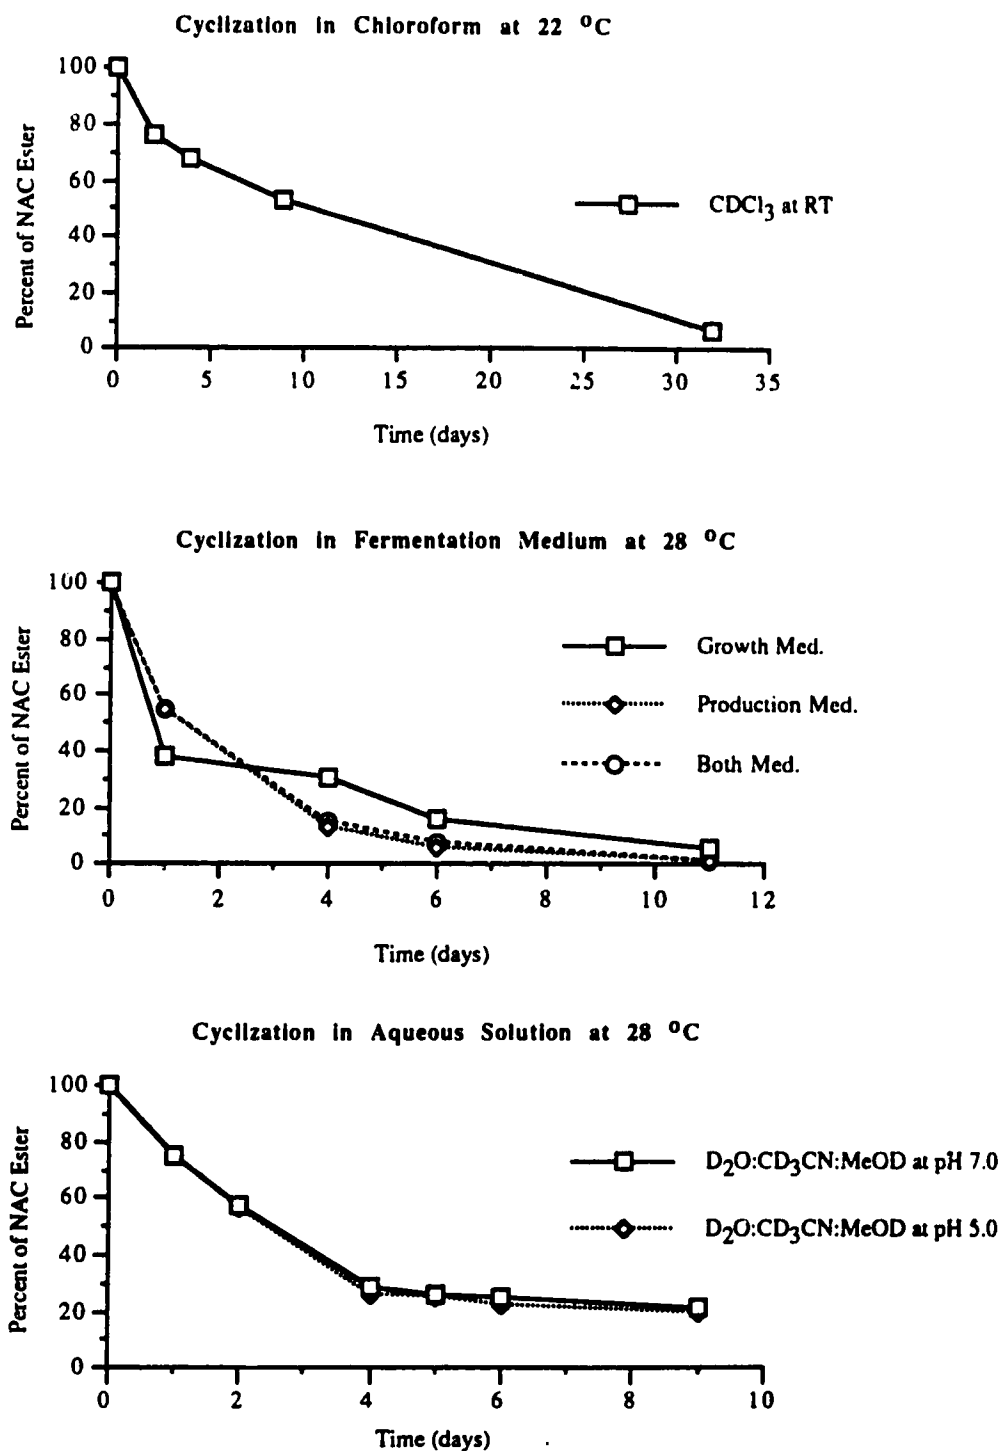 Cyclization in Chloroform at 22 °C
Percent of NAC Ester
100
80
60
40
20
0
CDCl3 at RT
0 5 10 15 20 25 30 35
Time (days)
Cyclization in Fermentation Medium at 28 °C
Percent of NAC Ester
100
80
60
40
20
0
Growth Med.
Production Med.
Both Med.
0 2 4 6 8 10 12
Time (days)
Cyclization in Aqueous Solution at 28 °C
Percent of NAC Ester
100
80
60
40
20
0
D2O:CD3CN:MeOD at pH 7.0
D2O:CD3CN:MeOD at pH 5.0
0 2 4 6 8 10
Time (days)